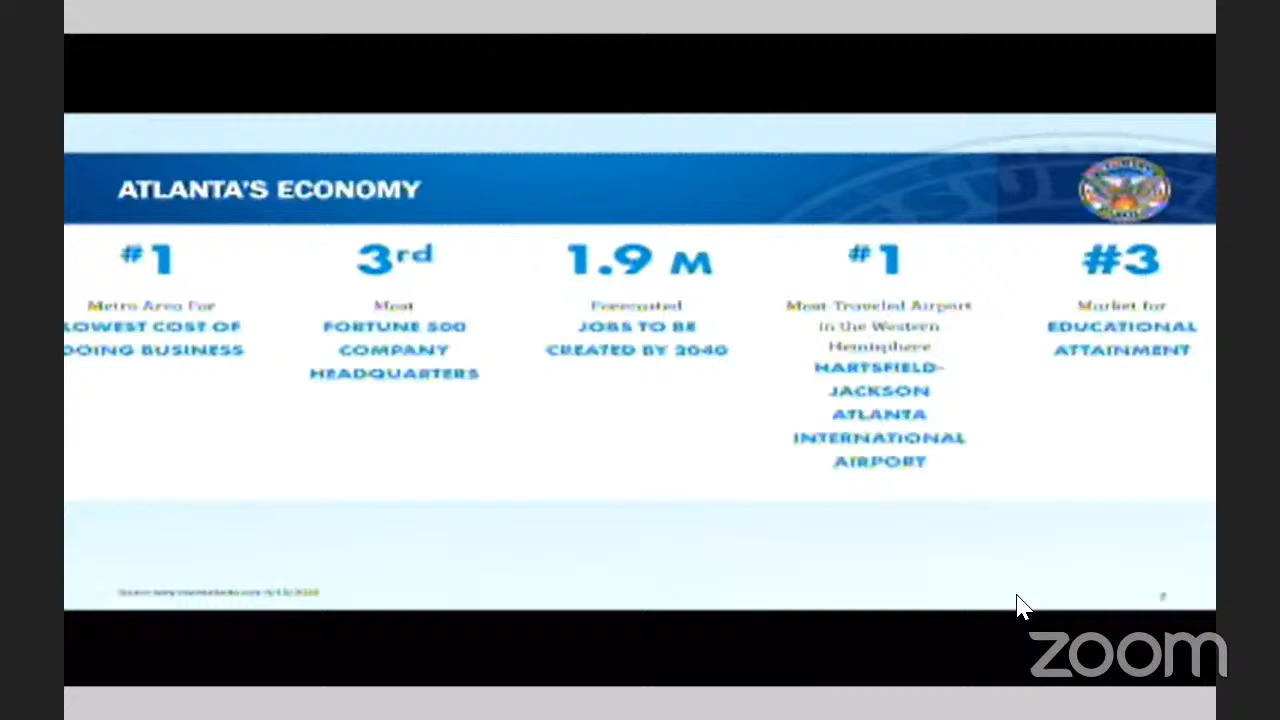 ATLANTA'S ECONOMY
#1
Metro Area For
LOWEST COST OF
DOING BUSINESS
3rd
Most
FORTUNE 500
COMPANY
HEADQUARTERS
1.9 M
Forecasted
JOBS TO BE
CREATED BY 2040
#1
Most Traveled Airport
in the Western
Hemisphere
HARTSFIELD-
JACKSON
ATLANTA
INTERNATIONAL
AIRPORT
#3
Market for
EDUCATIONAL
ATTAINMENT
7
zoom